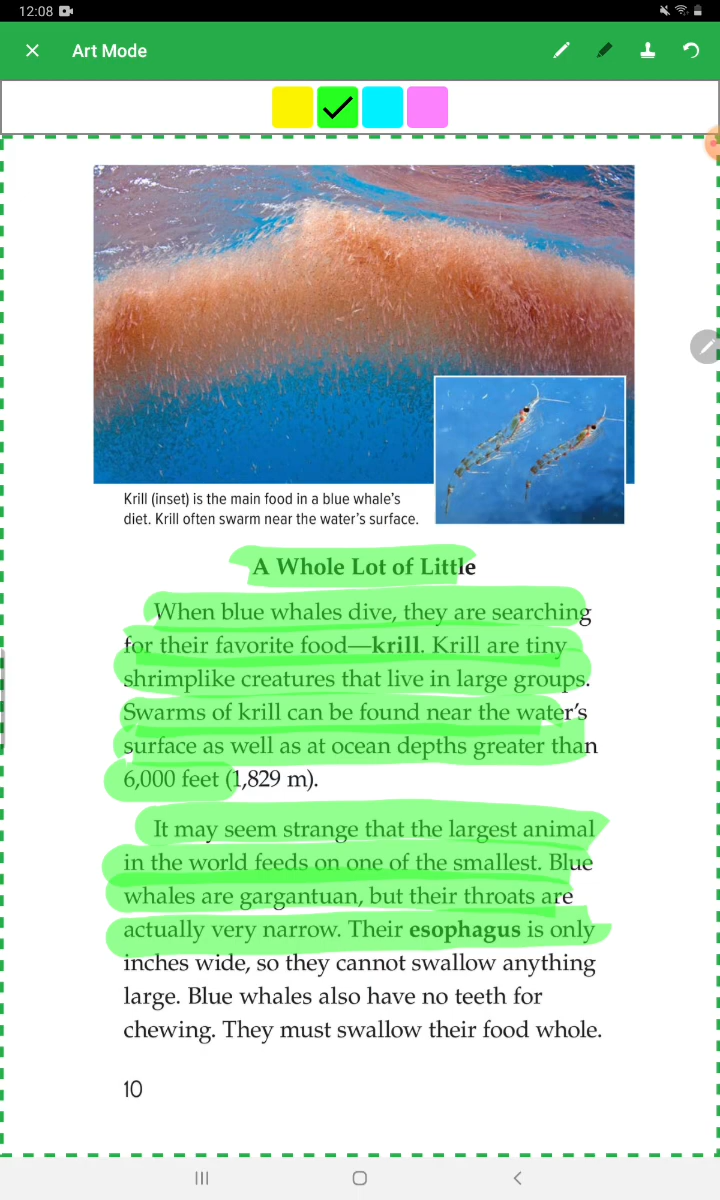 12:08
Art Mode
Krill (inset) is the main food in a blue whale's
diet. Krill often swarm near the water's surface.
A Whole Lot of Little
When blue whales dive, they are searching
for their favorite food—krill. Krill are tiny
shrimplike creatures that live in large groups.
Swarms of krill can be found near the water's
surface as well as at ocean depths greater than
6,000 feet (1,829 m).
It may seem strange that the largest animal
in the world feeds on one of the smallest. Blue
whales are gargantuan, but their throats are
actually very narrow. Their esophagus is only
inches wide, so they cannot swallow anything
large. Blue whales also have no teeth for
chewing. They must swallow their food whole.
10